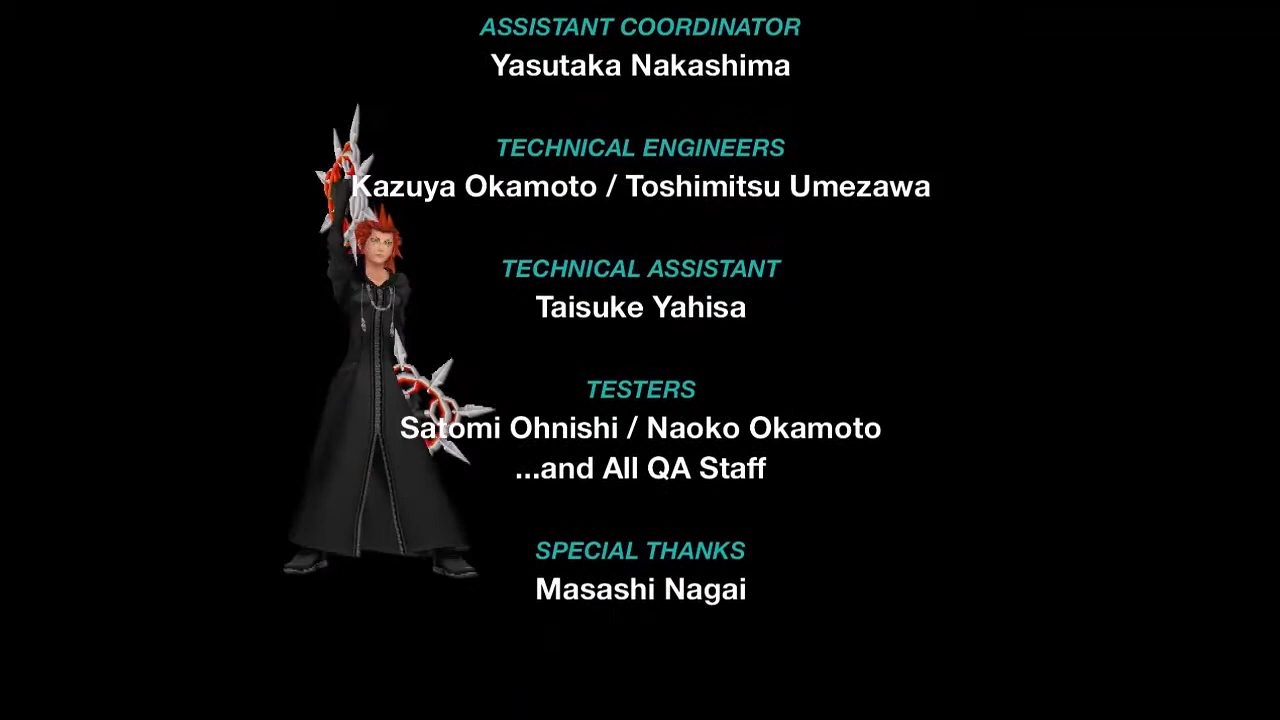 ASSISTANT COORDINATOR
Yasutaka Nakashima
TECHNICAL ENGINEERS
Kazuya Okamoto / Toshimitsu Umezawa
TECHNICAL ASSISTANT
Taisuke Yahisa
TESTERS
Satomi Ohnishi / Naoko Okamoto
...and All QA Staff
SPECIAL THANKS
Masashi Nagai